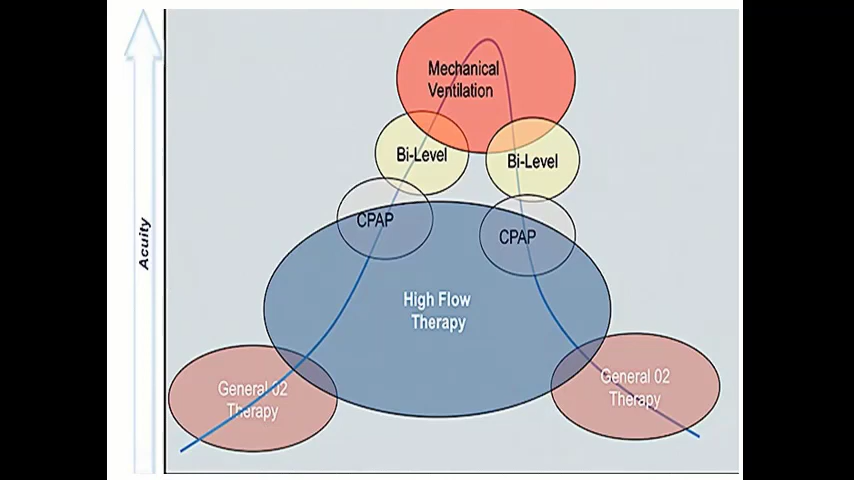 Mechanical
Ventilation
Bi-Level
Bi-Level
CPAP
CPAP
Acuity
High Flow
Therapy
General 02
Therapy
General 02
Therapy